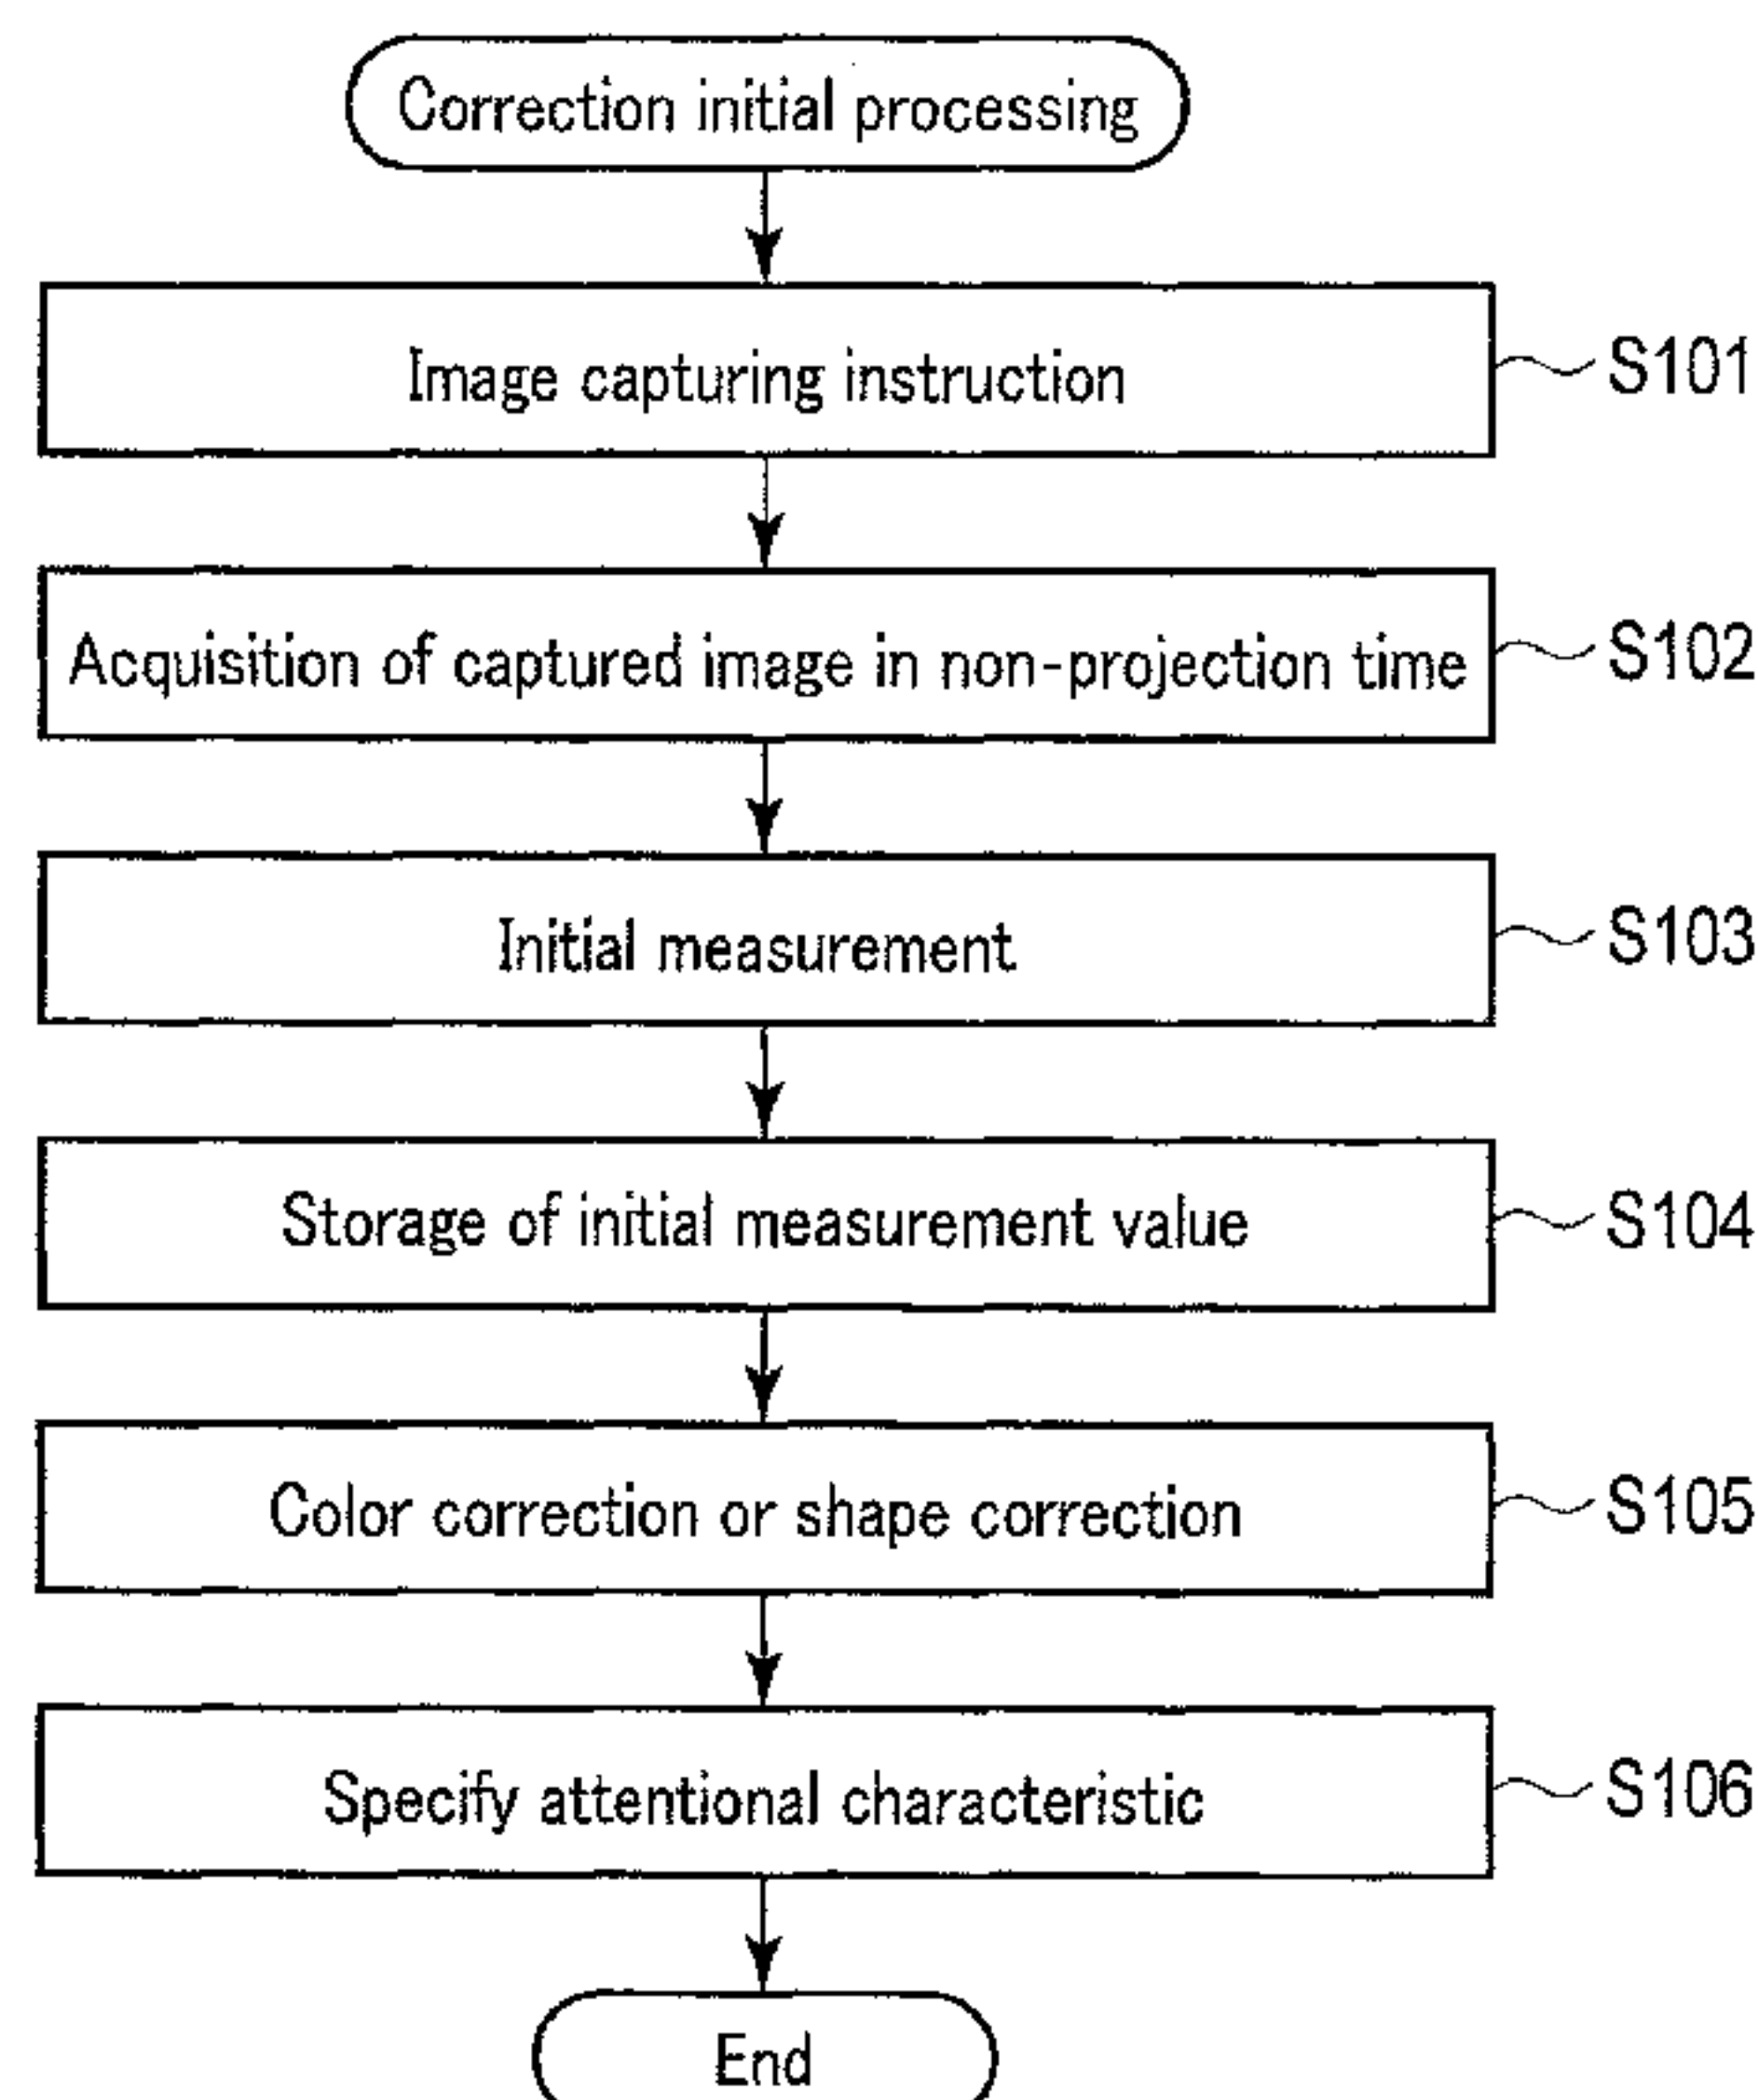 Correction initial processing
Image capturing instruction
S101
Acquisition of captured image in non-projection time
S102
Initial measurement
S103
Storage of initial measurement value
S104
Color correction or shape correction
S105
Specify attentional characteristic
S106
End